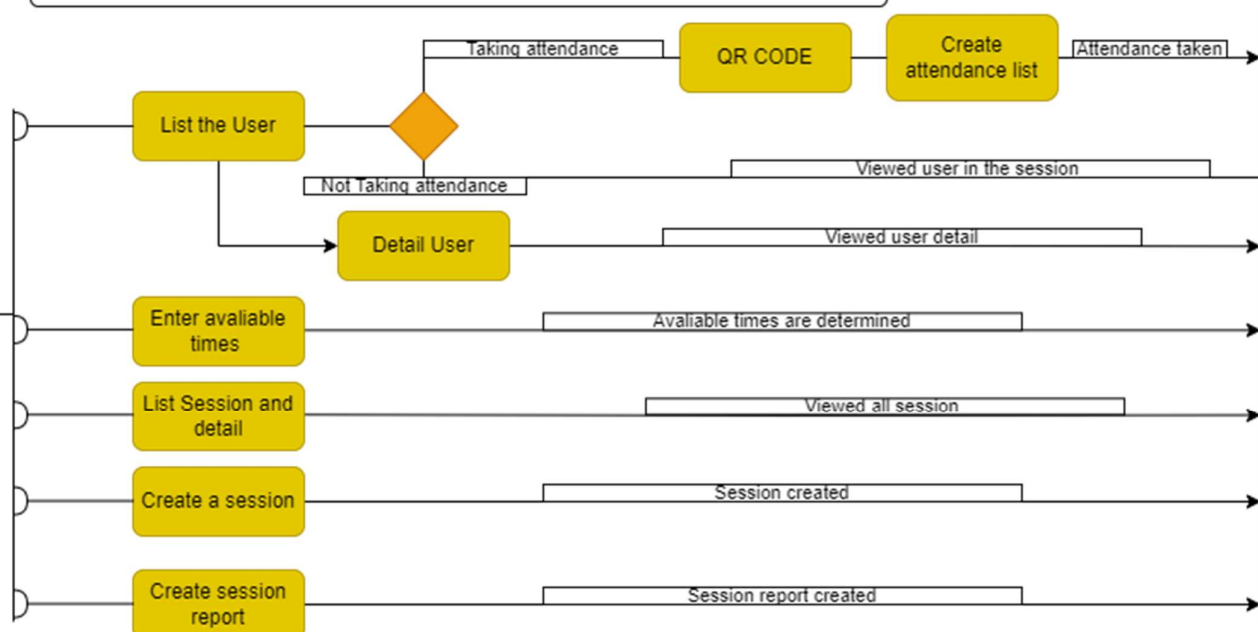 Taking attendance
QR CODE
Create
attendance list
Attendance taken
List the User
Viewed user in the session
Not Taking attendance
Detail User
Viewed user detail
Enter avaliable
times
Avaliable times are determined
List Session and
detail
Viewed all session
Create a session
Session created
Create session
report
Session report created